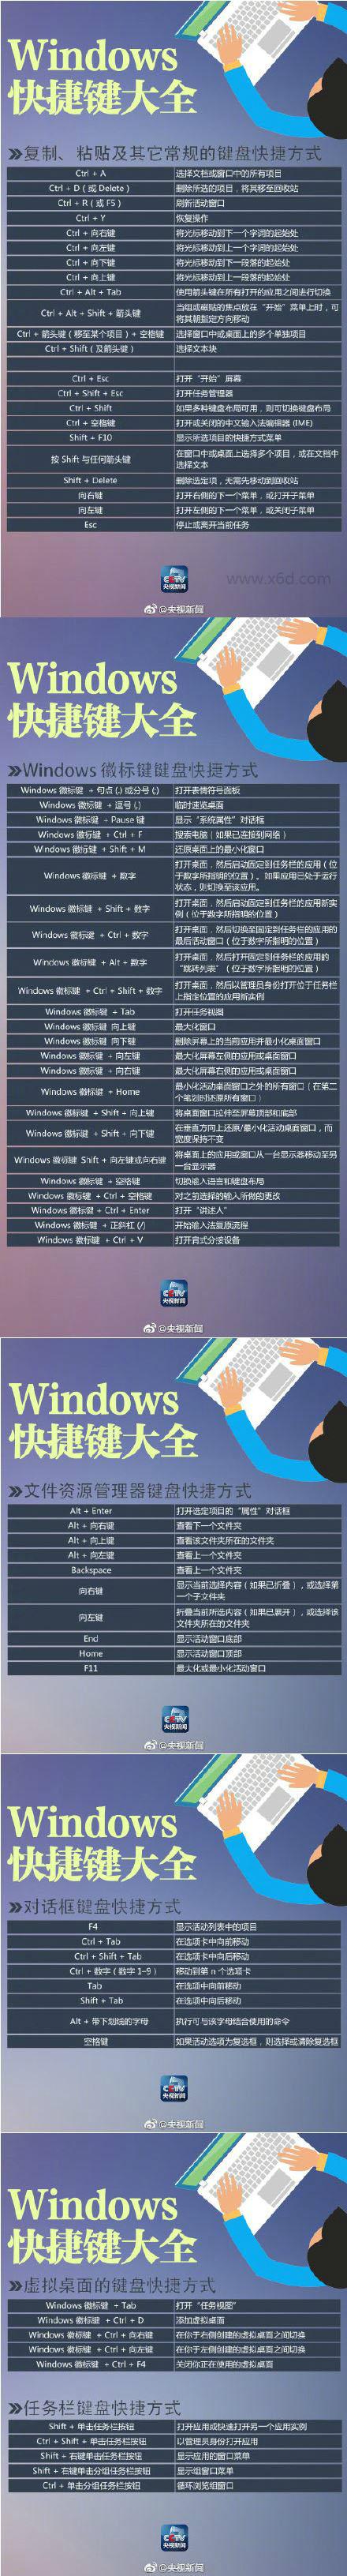 Windows
快捷键大全
复制、粘贴及其它常规的键盘快捷方式
Ctrl + A 选择文档或窗口中的所有项目
Ctrl + D（或 Delete） 删除所选的项目，将其移至回收站
Ctrl + R（或 F5） 刷新活动窗口
Ctrl + Y 恢复操作
Ctrl + 向右键 将光标移动到下一个字词的起始处
Ctrl + 向左键 将光标移动到上一个字词的起始处
Ctrl + 向下键 将光标移动到下一段落的起始处
Ctrl + 向上键 将光标移动到上一段落的起始处
Ctrl + Alt + Tab 使用箭头键在所有打开的应用之间进行切换
Ctrl + Alt + Shift + 箭头键 当组或磁贴的焦点放在“开始”菜单上时，可
将其朝指定方向移动
Ctrl + 箭头键（移至某个项目）+ 空格键 选择窗口中或桌面上的多个单独项目
Ctrl + Shift（及箭头键） 选择文本块
Ctrl + Esc 打开“开始”屏幕
Ctrl + Shift + Esc 打开任务管理器
Ctrl + Shift 如果多种键盘布局可用，则可切换键盘布局
Ctrl + 空格键 打开或关闭的中文输入法编辑器 (IME)
Shift + F10 显示所选项目的快捷方式菜单
按 Shift 与任何箭头键 在窗口中或桌面上选择多个项目，或在文档中
选择文本
Shift + Delete 删除选定项，无需先移动到回收站
向右键 打开右侧的下一个菜单，或打开子菜单
向左键 打开左侧的下一个菜单，或关闭子菜单
Esc 停止或离开当前任务
CCTV
央视新闻
www.x6d.com
@央视新闻
Windows
快捷键大全
Windows 徽标键键盘快捷方式
Windows 徽标键 + 句点 (.) 或分号 (;) 打开表情符号面板
Windows 徽标键 + 逗号 (,) 临时速览桌面
Windows 徽标键 + Pause 键 显示“系统属性”对话框
Windows 徽标键 + Ctrl + F 搜索电脑（如果已连接到网络）
Windows 徽标键 + Shift + M 还原桌面上的最小化窗口
Windows 徽标键 + 数字 打开桌面，然后启动固定到任务栏的应用（位
于数字所指明的位置）。如果应用已处于运行
状态，则切换至该应用。
Windows 徽标键 + Shift + 数字 打开桌面，然后启动固定到任务栏的应用新实
例（位于数字所指明的位置）
Windows 徽标键 + Ctrl + 数字 打开桌面，然后切换至固定到任务栏的应用的
最后活动窗口（位于数字所指明的位置）
Windows 徽标键 + Alt + 数字 打开桌面，然后打开固定到任务栏的应用的
“跳转列表”（位于数字所指明的位置）
Windows 徽标键 + Ctrl + Shift + 数字 打开桌面，然后以管理员身份打开位于任务栏
上指定位置的应用新实例
Windows 徽标键 + Tab 打开任务视图
Windows 徽标键 向上键 最大化窗口
Windows 徽标键 向下键 删除屏幕上的当前应用并最小化桌面窗口
Windows 徽标键 + 向左键 最大化屏幕左侧的应用或桌面窗口
Windows 徽标键 + 向右键 最大化屏幕右侧的应用或桌面窗口
Windows 徽标键 + Home 最小化活动桌面窗口之外的所有窗口（在第二
个笔划时还原所有窗口）
Windows 徽标键 + Shift + 向上键 将桌面窗口拉伸至屏幕顶部和底部
Windows 徽标键 + Shift + 向下键 在垂直方向上还原/最小化活动桌面窗口，而
宽度保持不变
Windows 徽标键 Shift + 向左键或向右键 将桌面上的应用或窗口从一台显示器移动至另
一台显示器
Windows 徽标键 + 空格键 切换输入语言和键盘布局
Windows 徽标键 + Ctrl + 空格键 对之前选择的输入所做的更改
Windows 徽标键 + Ctrl + Enter 打开“讲述人”
Windows 徽标键 + 正斜杠 (/) 开始输入法复原流程
Windows 徽标键 + Ctrl + V 打开肩式分接设备
CCTV
央视新闻
@央视新闻
Windows
快捷键大全
文件资源管理器键盘快捷方式
Alt + Enter 打开选定项目的“属性”对话框
Alt + 向右键 查看下一个文件夹
Alt + 向上键 查看该文件夹所在的文件夹
Alt + 向左键 查看上一个文件夹
Backspace 查看上一个文件夹
向右键 显示当前选择内容（如果已折叠），或选择第
一个子文件夹
向左键 折叠当前所选内容（如果已展开），或选择该
文件夹所在的文件夹
End 显示活动窗口底部
Home 显示活动窗口顶部
F11 最大化或最小化活动窗口
CCTV
央视新闻
@央视新闻
Windows
快捷键大全
对话框键盘快捷方式
F4 显示活动列表中的项目
Ctrl + Tab 在选项卡中向前移动
Ctrl + Shift + Tab 在选项卡中向后移动
Ctrl + 数字（数字 1–9） 移动到第 n 个选项卡
Tab 在选项中向前移动
Shift + Tab 在选项中向后移动
Alt + 带下划线的字母 执行可与该字母结合使用的命令
空格键 如果活动选项为复选框，则选择或清除复选框
CCTV
央视新闻
@央视新闻
Windows
快捷键大全
虚拟桌面的键盘快捷方式
Windows 徽标键 + Tab 打开“任务视图”
Windows 徽标键 + Ctrl + D 添加虚拟桌面
Windows 徽标键 + Ctrl + 向右键 在你于右侧创建的虚拟桌面之间切换
Windows 徽标键 + Ctrl + 向左键 在你于左侧创建的虚拟桌面之间切换
Windows 徽标键 + Ctrl + F4 关闭你正在使用的虚拟桌面
任务栏键盘快捷方式
Shift + 单击任务栏按钮 打开应用或快速打开另一个应用实例
Ctrl + Shift + 单击任务栏按钮 以管理员身份打开应用
Shift + 右键单击任务栏按钮 显示应用的窗口菜单
Shift + 右键单击分组任务栏按钮 显示组窗口菜单
Ctrl + 单击分组任务栏按钮 循环浏览组窗口
CCTV
央视新闻
@央视新闻